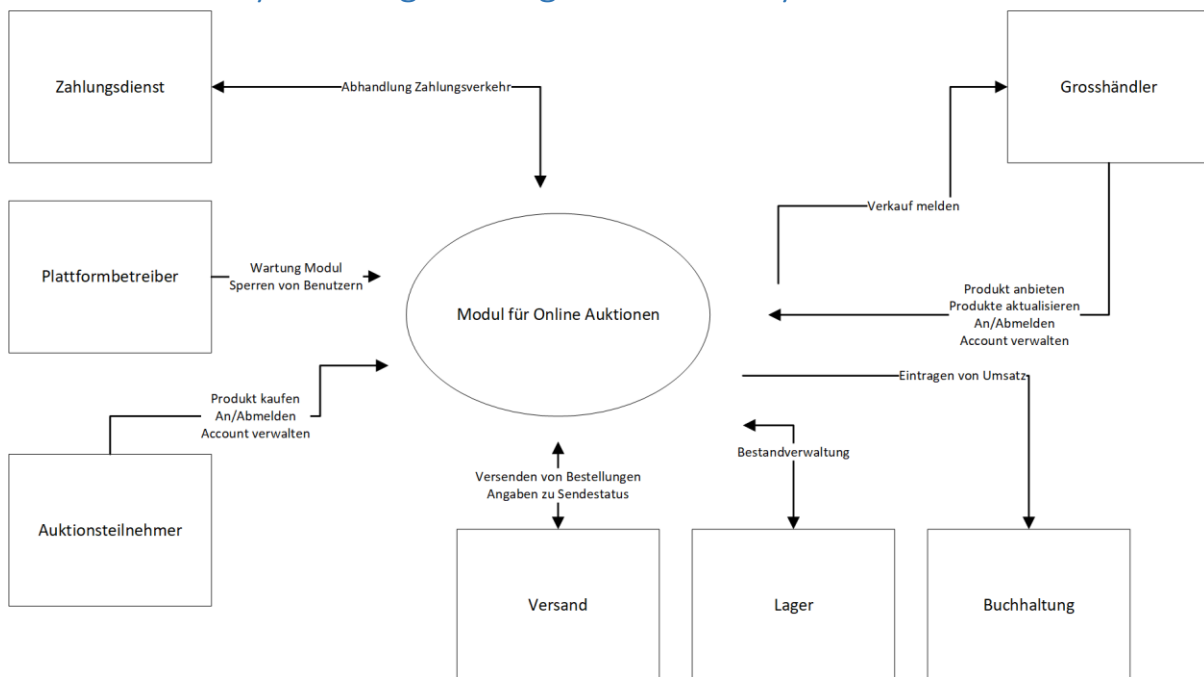 Zahlungsdienst
Abhandlung Zahlungsverkehr
Grosshändler
Verkauf melden
Plattformbetreiber
Wartung Modul
Sperren von Benutzern
Modul für Online Auktionen
Produkt anbieten
Produkte aktualisieren
An/Abmelden
Account verwalten
Eintragen von Umsatz
Produkt kaufen
An/Abmelden
Account verwalten
Bestandverwaltung
Versenden von Bestellungen
Angaben zu Sendestatus
Auktionsteilnehmer
Versand
Lager
Buchhaltung